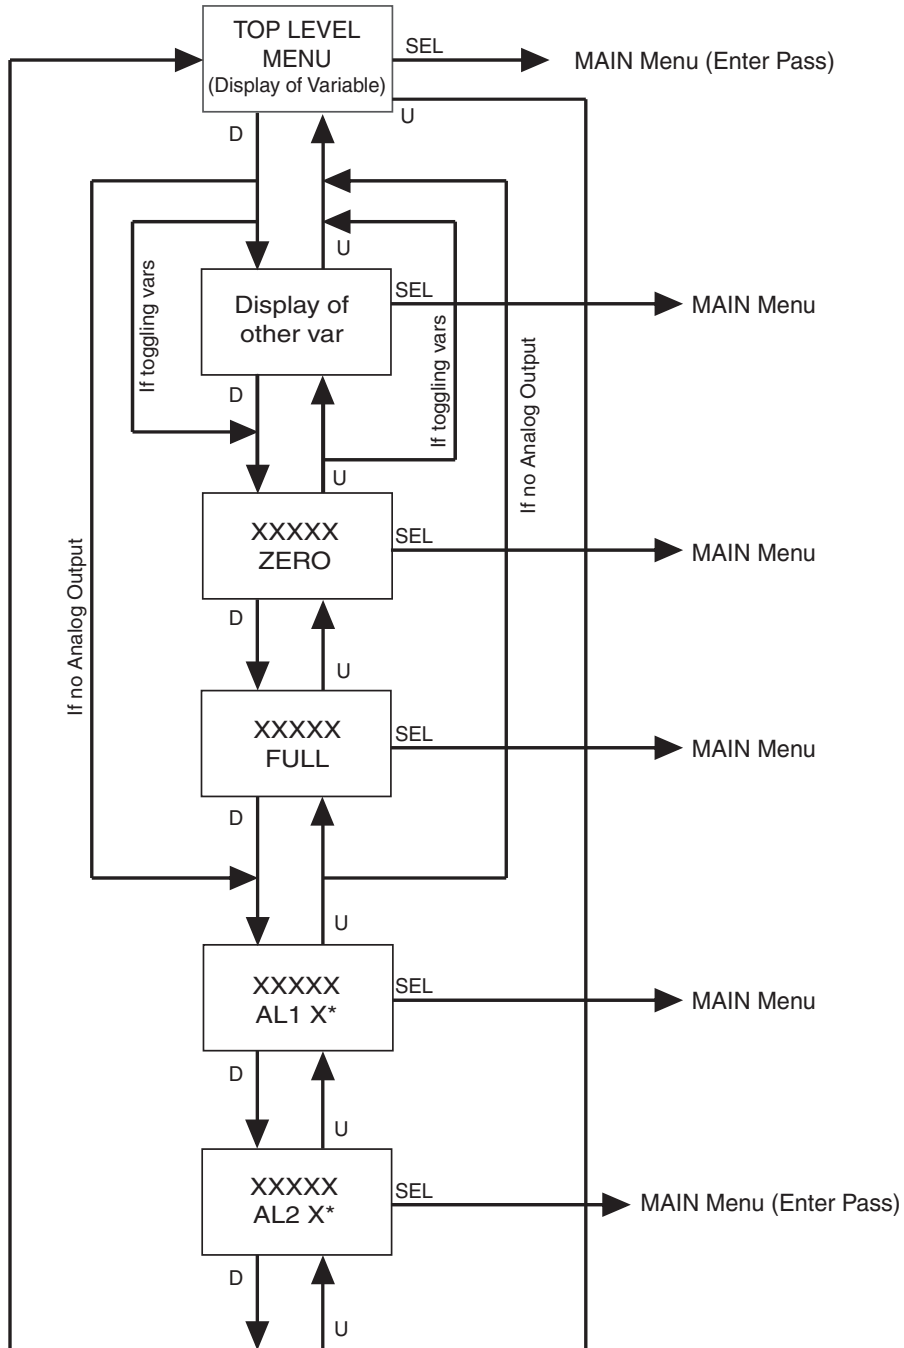 TOP LEVEL
MENU
(Display of Variable)
SEL
MAIN Menu (Enter Pass)
U
D
If toggling vars
U
Display of
other var
SEL
MAIN Menu
If toggling vars
If no Analog Output
D
U
XXXXX
ZERO
SEL
MAIN Menu
If no Analog Output
D
U
XXXXX
FULL
SEL
MAIN Menu
D
U
XXXXX
AL1 X*
SEL
MAIN Menu
D
U
XXXXX
AL2 X*
SEL
MAIN Menu (Enter Pass)
D
U